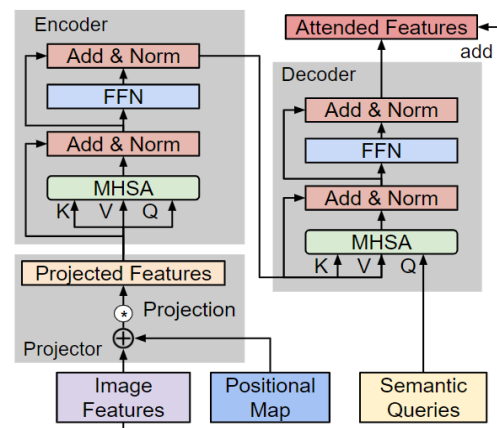 Encoder
Add & Norm
FFN
Add & Norm
MHSA
K V Q
Projected Features
* Projection
Projector
Image
Features
Positional
Map
Attended Features
add
Decoder
Add & Norm
FFN
Add & Norm
MHSA
K V Q
Semantic
Queries